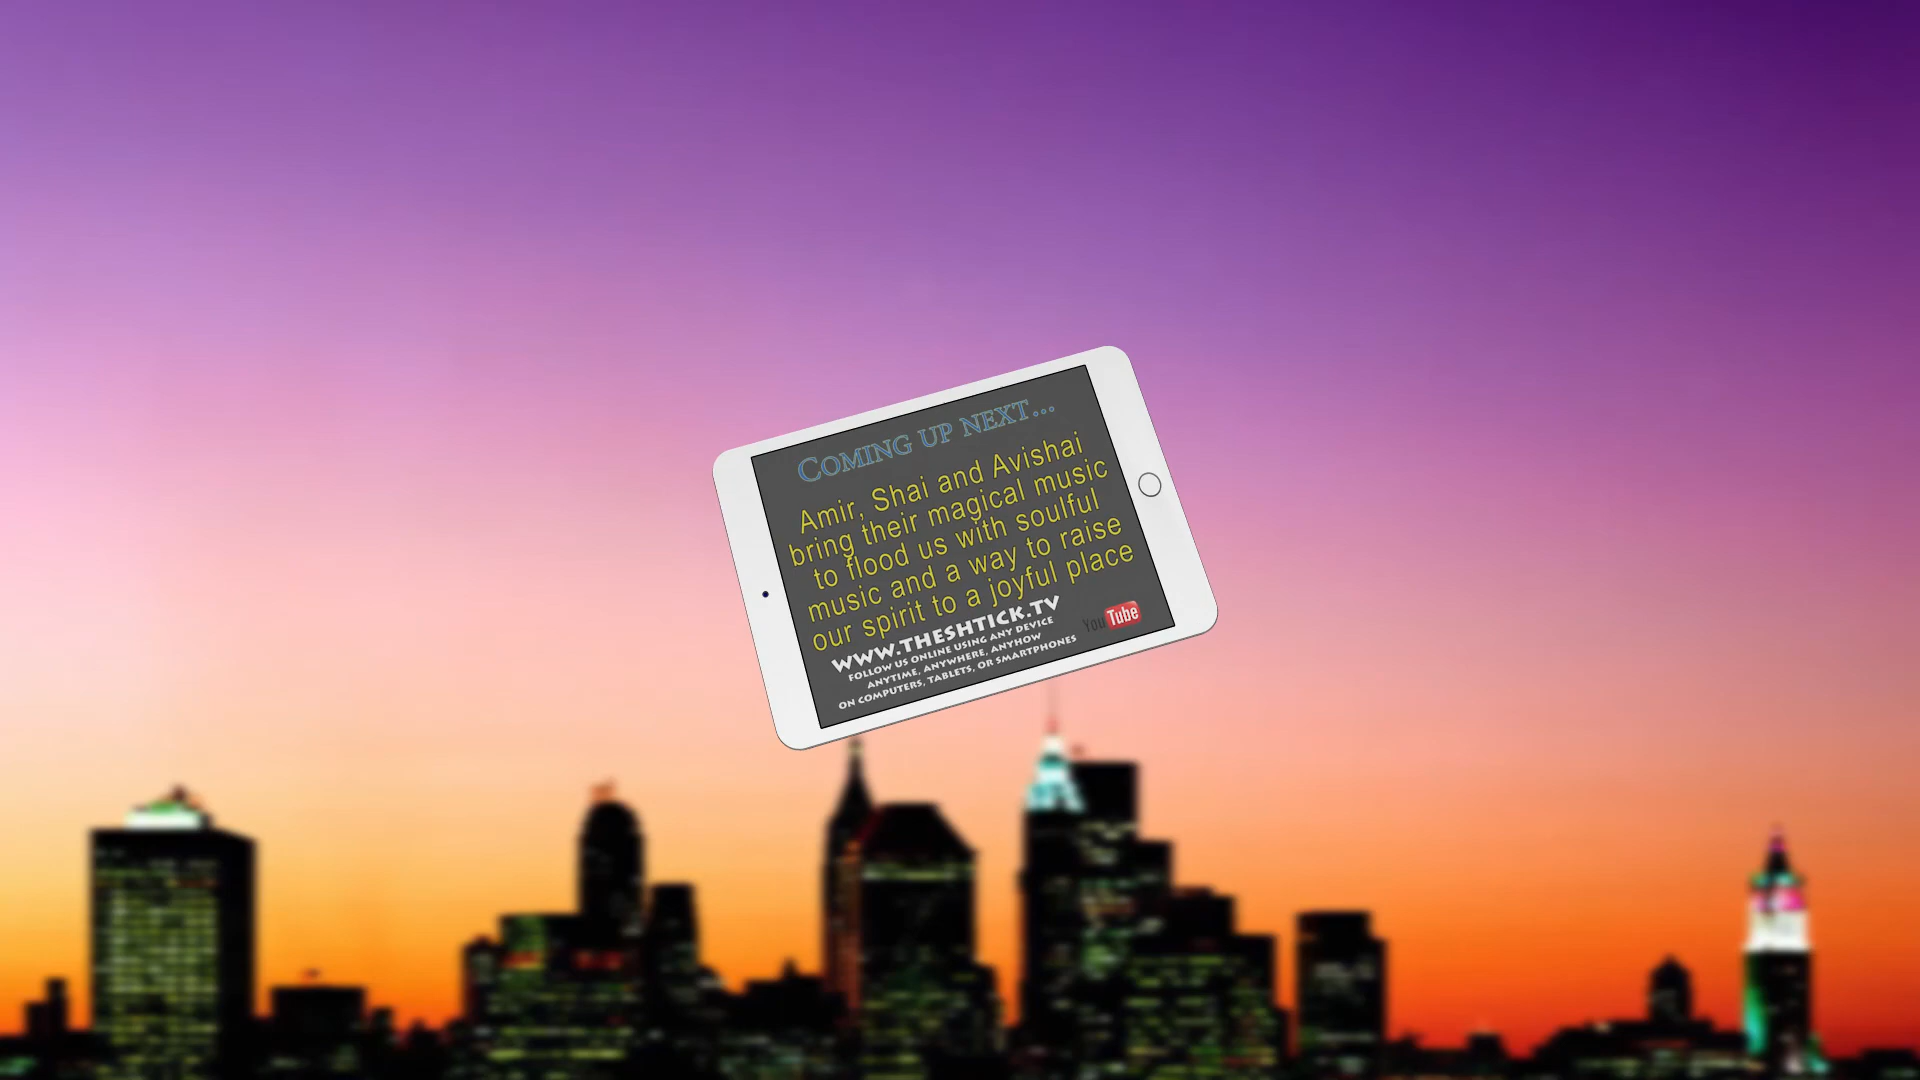 COMING UP NEXT...
Amir, Shai and Avishai
bring their magical music
to flood us with soulful
music and a way to raise
our spirit to a joyful place
WWW.THESHTICK.TV
FOLLOW US ONLINE USING ANY DEVICE
ANYTIME, ANYWHERE, ANYHOW
ON COMPUTERS, TABLETS, OR SMARTPHONES
YouTube